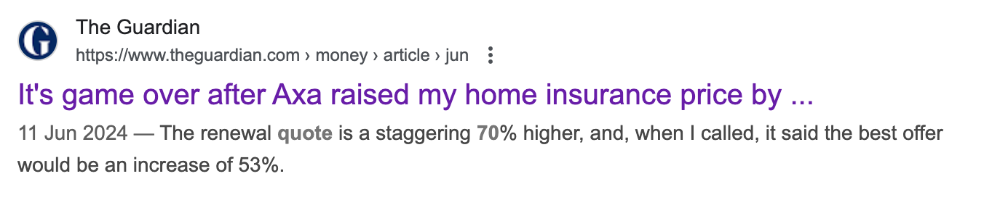 G
The Guardian
https://www.theguardian.com › money › article › jun
It's game over after Axa raised my home insurance price by ...
11 Jun 2024 — The renewal quote is a staggering 70% higher, and, when I called, it said the best offer
would be an increase of 53%.